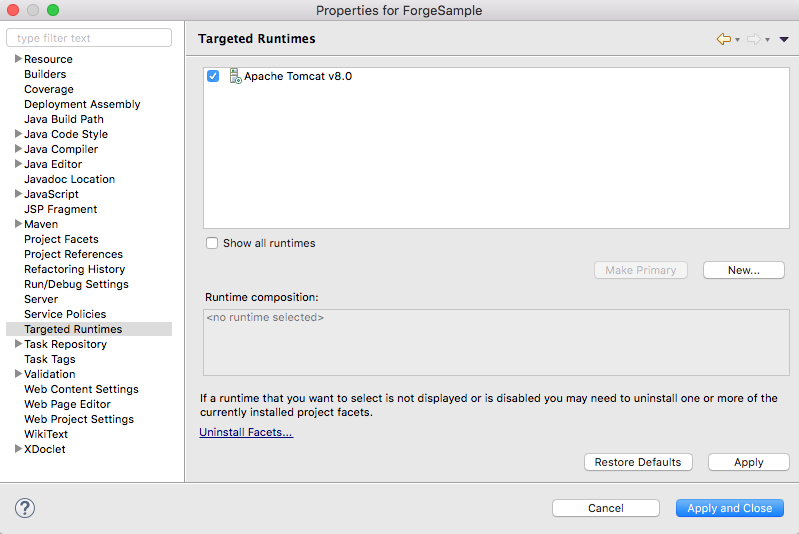 Properties for ForgeSample
type filter text
Resource
Builders
Coverage
Deployment Assembly
Java Build Path
Java Code Style
Java Compiler
Java Editor
Javadoc Location
JavaScript
JSP Fragment
Maven
Project Facets
Project References
Refactoring History
Run/Debug Settings
Server
Service Policies
Targeted Runtimes
Task Repository
Task Tags
Validation
Web Content Settings
Web Page Editor
Web Project Settings
WikiText
XDoclet
Targeted Runtimes
Apache Tomcat v8.0
Show all runtimes
Make Primary
New...
Runtime composition:
<no runtime selected>
If a runtime that you want to select is not displayed or is disabled you may need to uninstall one or more of the
currently installed project facets.
Uninstall Facets...
Restore Defaults
Apply
?
Cancel
Apply and Close